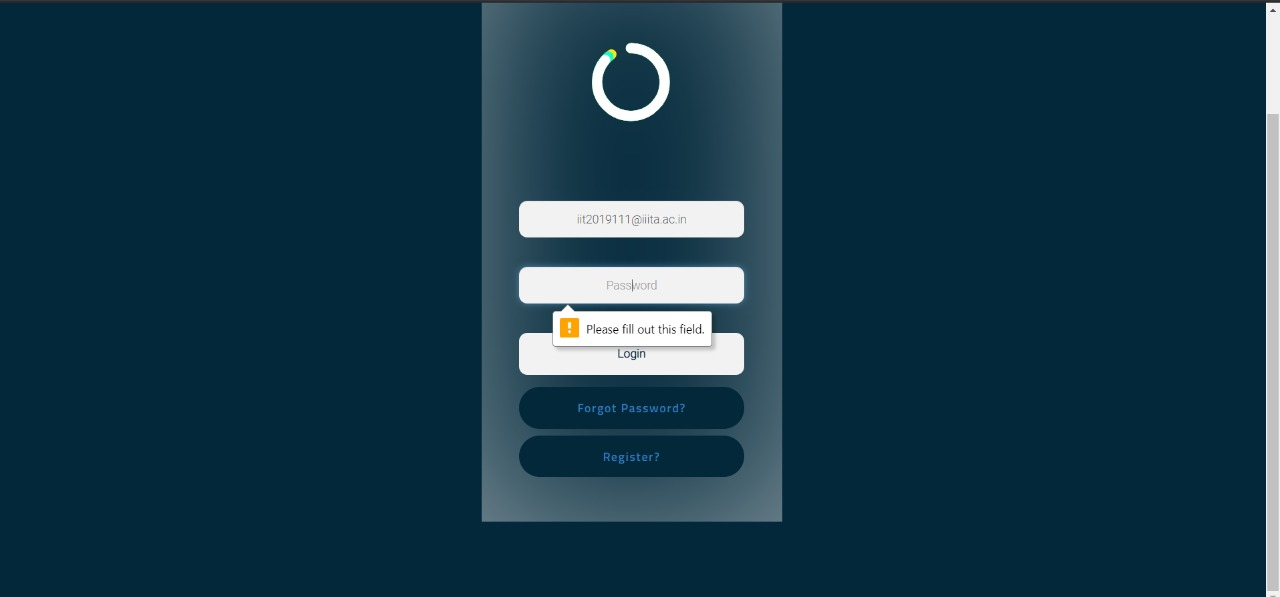 iit2019111@iiita.ac.in
Password
Please fill out this field.
Login
Forgot Password?
Register?